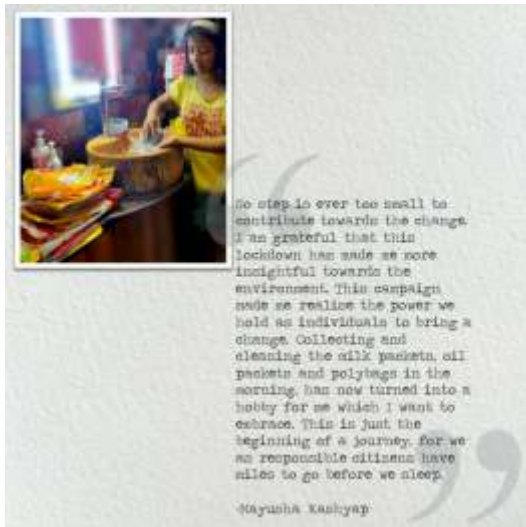 No step is ever too small to
contribute towards the change.
I am grateful that this
lockdown has made me more
insightful towards the
environment. This campaign
made me realise the power we
hold as individuals to bring a
change. Collecting and
cleaning the milk packets, oil
packets and polybags in the
morning, has now turned into a
hobby for me which I want to
embrace. This is just the
beginning of a journey, for we
as responsible citizens have
miles to go before we sleep.
-Mayusha Kashyap